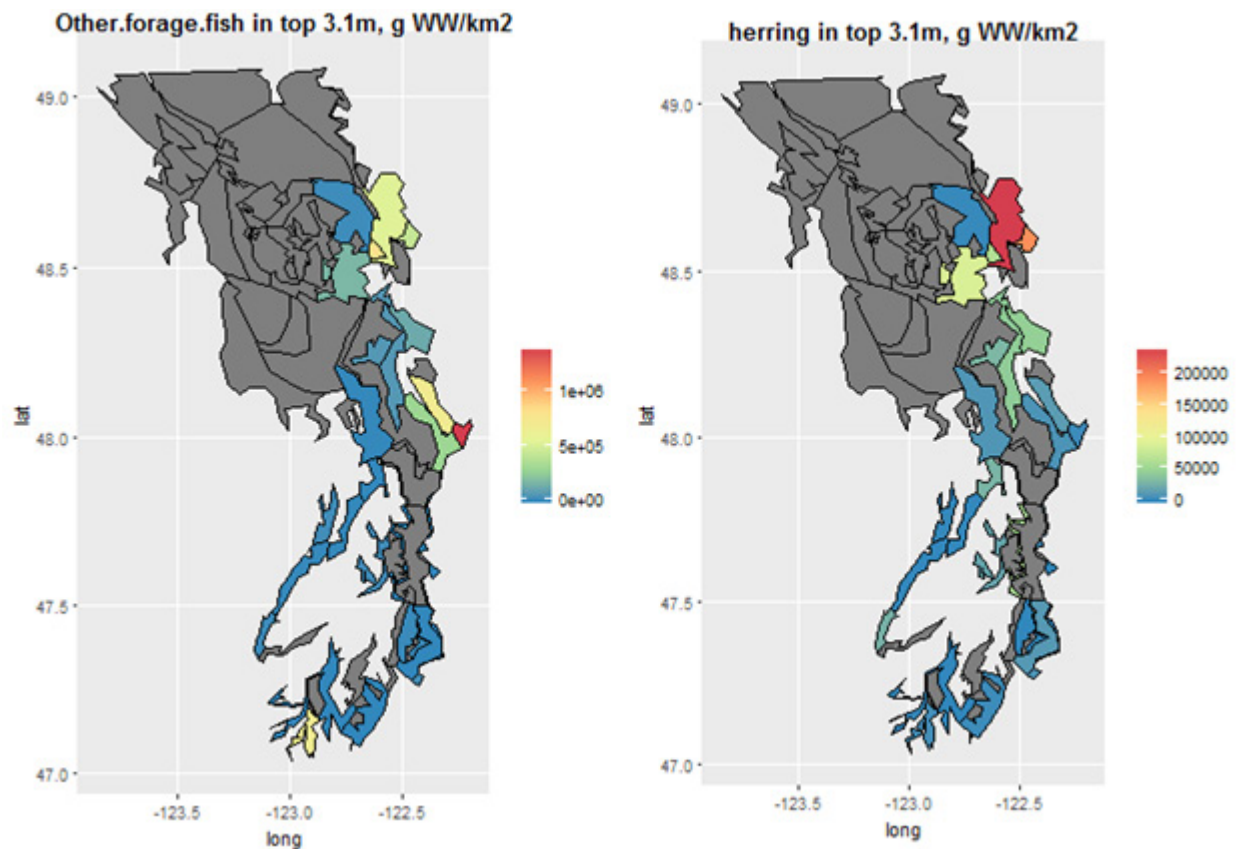 Other.forage.fish in top 3.1m, g WW/km2
49.0
48.5
48.0
47.5
47.0
lat
-123.5
-123.0
-122.5
long
1e+06
5e+05
0e+00
herring in top 3.1m, g WW/km2
49.0
48.5
48.0
47.5
47.0
lat
-123.5
-123.0
-122.5
long
200000
150000
100000
50000
0